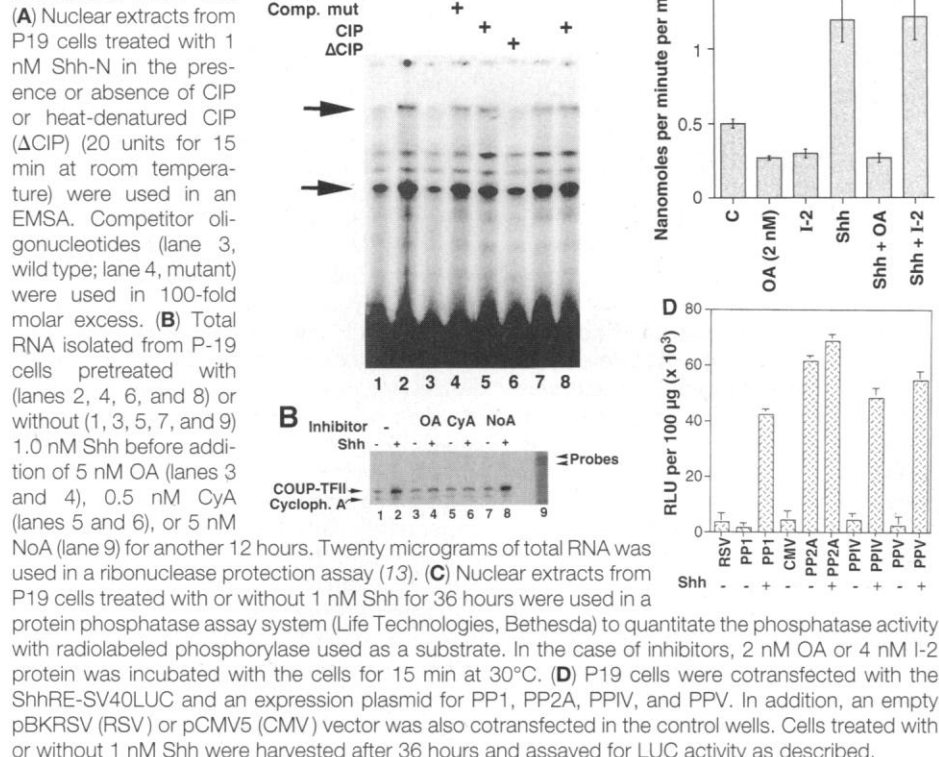 (A) Nuclear extracts from
P19 cells treated with 1
nM Shh-N in the pres-
ence or absence of CIP
or heat-denatured CIP
(ΔCIP) (20 units for 15
min at room tempera-
ture) were used in an
EMSA. Competitor oli-
gonucleotides (lane 3,
wild type; lane 4, mutant)
were used in 100-fold
molar excess. (B) Total
RNA isolated from P-19
cells pretreated with
(lanes 2, 4, 6, and 8) or
without (1, 3, 5, 7, and 9)
1.0 nM Shh before addi-
tion of 5 nM OA (lanes 3
and 4), 0.5 nM CyA
(lanes 5 and 6), or 5 nM
NoA (lane 9) for another 12 hours. Twenty micrograms of total RNA was
used in a ribonuclease protection assay (13). (C) Nuclear extracts from
P19 cells treated with or without 1 nM Shh for 36 hours were used in a
protein phosphatase assay system (Life Technologies, Bethesda) to quantitate the phosphatase activity
with radiolabeled phosphorylase used as a substrate. In the case of inhibitors, 2 nM OA or 4 nM I-2
protein was incubated with the cells for 15 min at 30°C. (D) P19 cells were cotransfected with the
ShhRE-SV40LUC and an expression plasmid for PP1, PP2A, PPIV, and PPV. In addition, an empty
pBKRSV (RSV) or pCMV5 (CMV) vector was also cotransfected in the control wells. Cells treated with
or without 1 nM Shh were harvested after 36 hours and assayed for LUC activity as described.
Comp. mut +
CIP + +
ΔCIP +
1 2 3 4 5 6 7 8
B Inhibitor - OA CyA NoA
Shh - + - + - + - +
Probes
COUP-TFII
Cycloph. A
1 2 3 4 5 6 7 8 9
Nanomoles per minute per m
1
0.5
0
C
OA (2 nM)
I-2
Shh
Shh + OA
Shh + I-2
D
RLU per 100 µg (x 10³)
80
60
40
20
0
RSV PP1 PP1 CMV PP2A PP2A PPIV PPIV PPV PPV
Shh - - + - - + - + - +